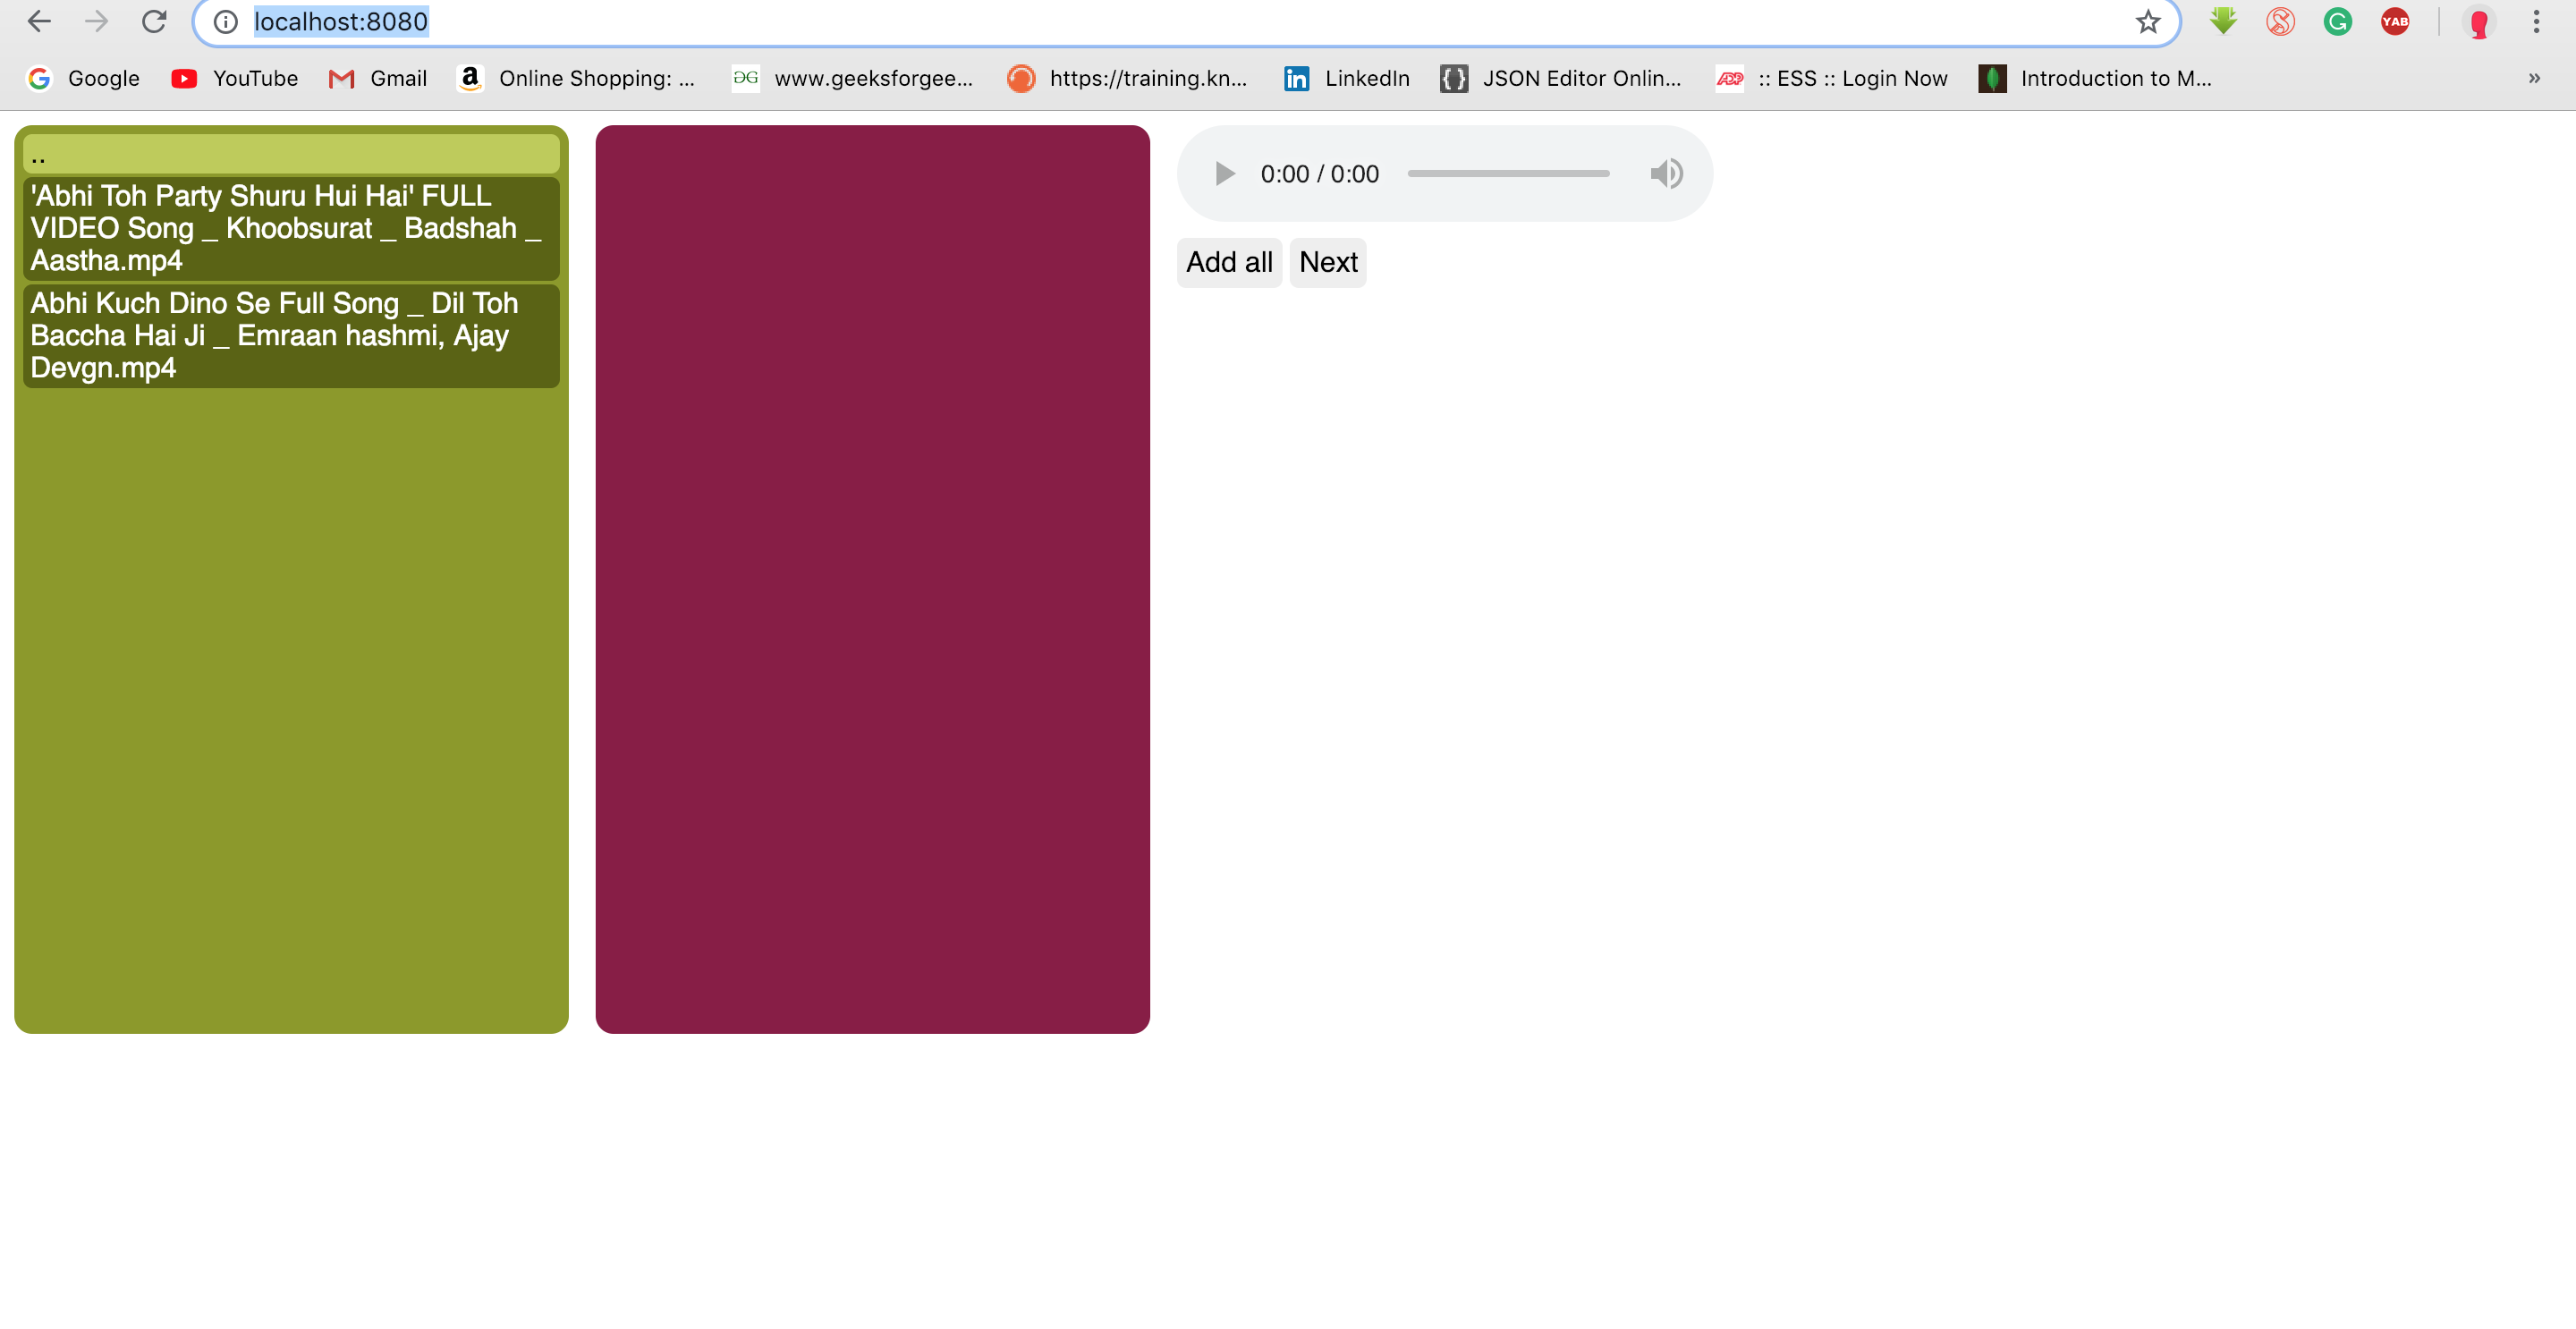 localhost:8080
YAB
Google YouTube Gmail Online Shopping: ... www.geeksforgee... https://training.kn... LinkedIn JSON Editor Onlin... :: ESS :: Login Now Introduction to M... »
..
'Abhi Toh Party Shuru Hui Hai' FULL
VIDEO Song _ Khoobsurat _ Badshah _
Aastha.mp4
Abhi Kuch Dino Se Full Song _ Dil Toh
Baccha Hai Ji _ Emraan hashmi, Ajay
Devgn.mp4
0:00 / 0:00
Add all Next